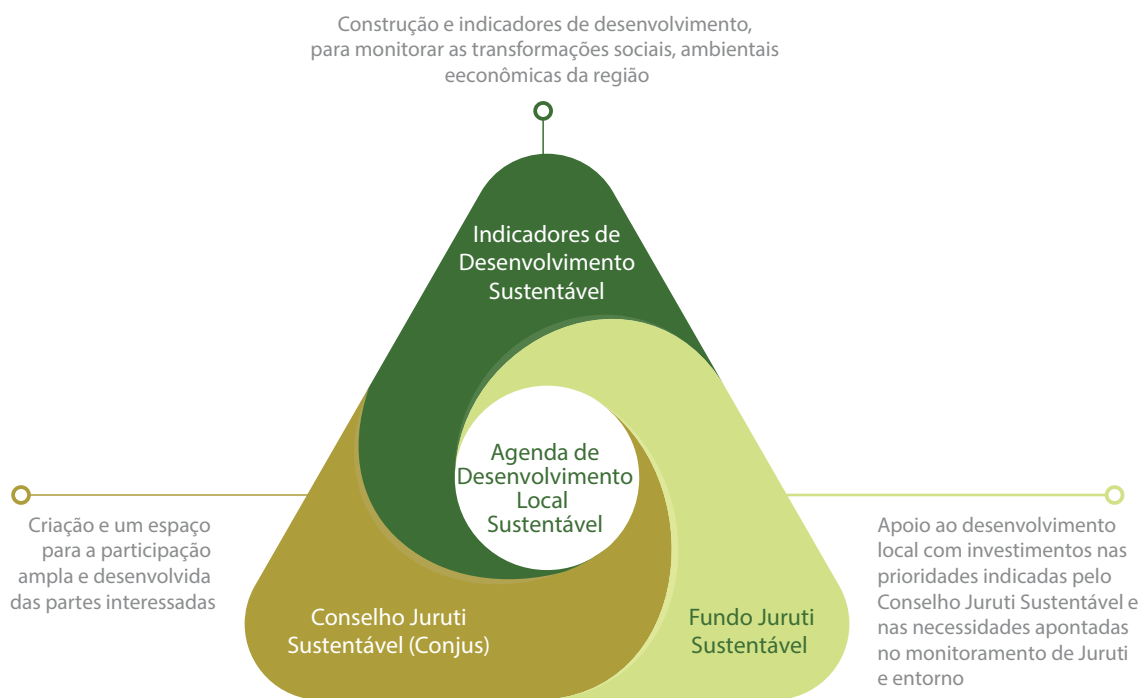 Construção e indicadores de desenvolvimento,
para monitorar as transformações sociais, ambientais
eeconômicas da região
Indicadores de
Desenvolvimento
Sustentável
Agenda de
Desenvolvimento
Local
Sustentável
Criação e um espaço
para a participação
ampla e desenvolvida
das partes interessadas
Conselho Juruti
Sustentável (Conjus)
Fundo Juruti
Sustentável
Apoio ao desenvolvimento
local com investimentos nas
prioridades indicadas pelo
Conselho Juruti Sustentável e
nas necessidades apontadas
no monitoramento de Juruti
e entorno